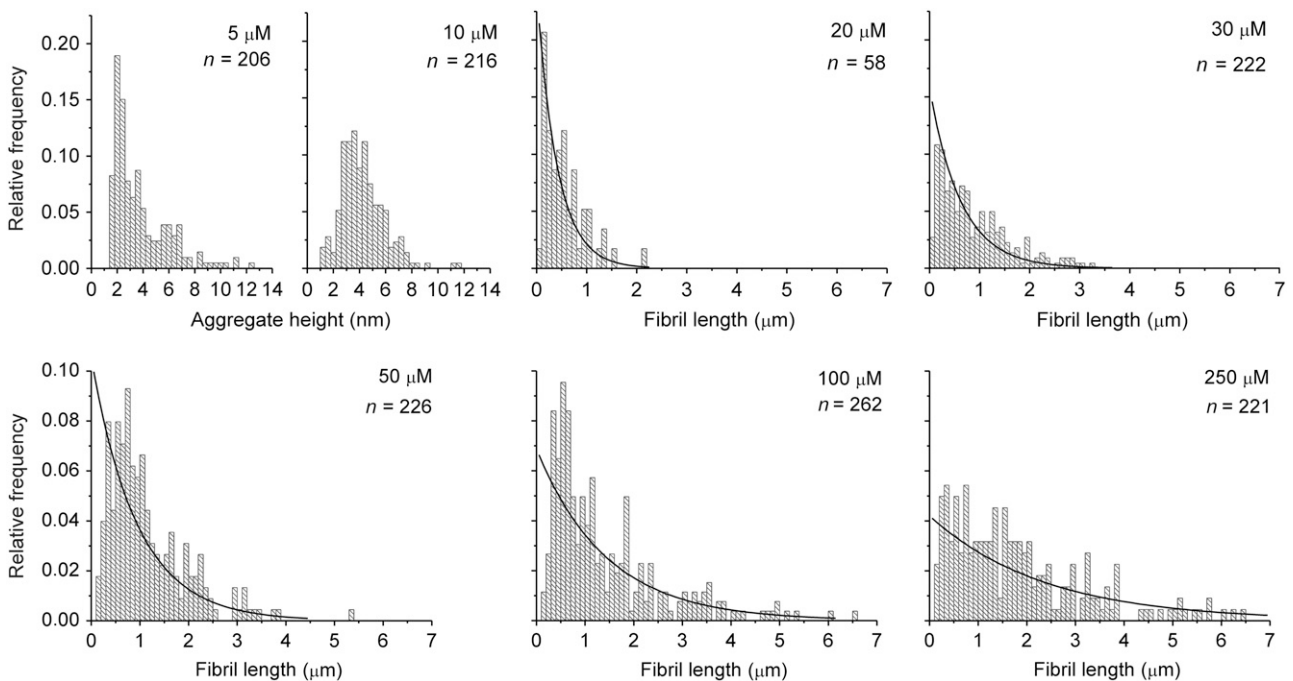 5 μM
n = 206
10 μM
n = 216
20 μM
n = 58
30 μM
n = 222
Relative frequency
0.20
0.15
0.10
0.05
0.00
0 2 4 6 8 10 12 14
0 2 4 6 8 10 12 14
0 1 2 3 4 5 6 7
0 1 2 3 4 5 6 7
Aggregate height (nm)
Fibril length (μm)
Fibril length (μm)
50 μM
n = 226
100 μM
n = 262
250 μM
n = 221
Relative frequency
0.10
0.08
0.06
0.04
0.02
0.00
0 1 2 3 4 5 6 7
0 1 2 3 4 5 6 7
0 1 2 3 4 5 6 7
Fibril length (μm)
Fibril length (μm)
Fibril length (μm)